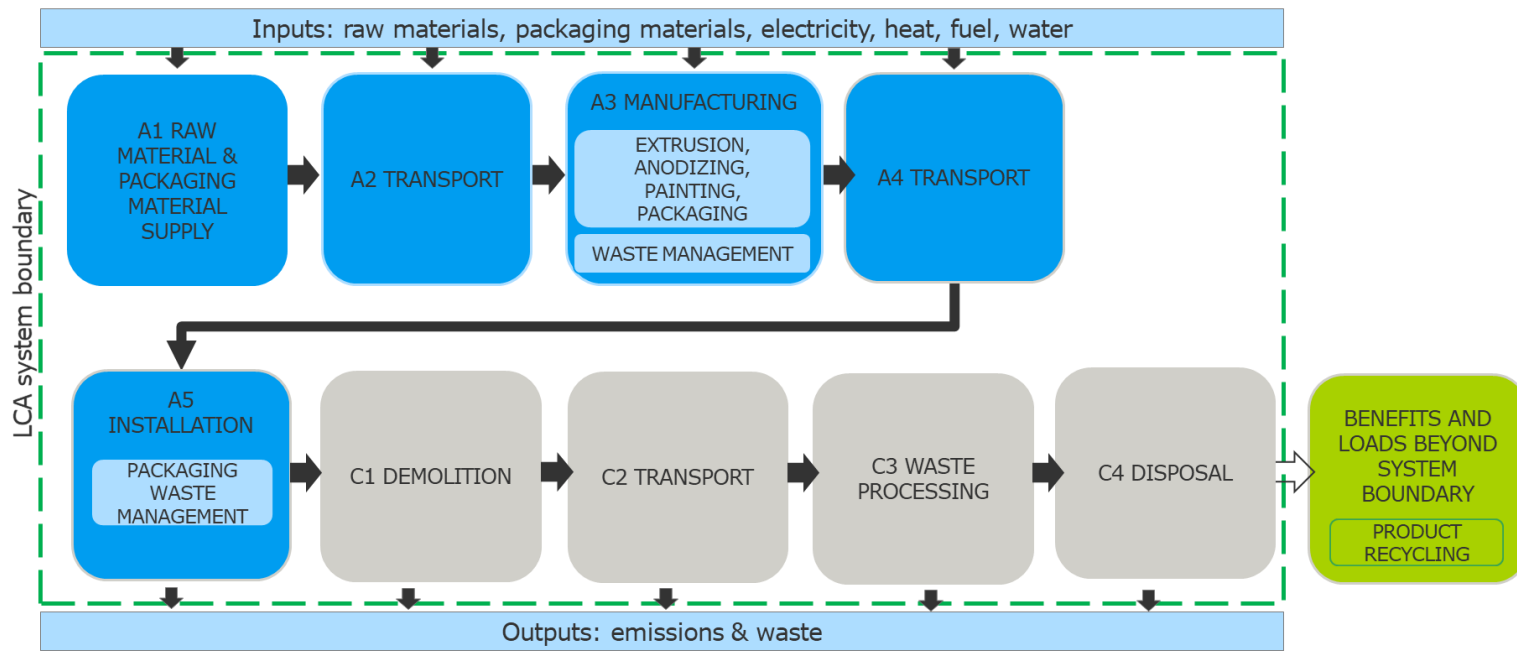 Inputs: raw materials, packaging materials, electricity, heat, fuel, water
LCA system boundary
A1 RAW
MATERIAL &
PACKAGING
MATERIAL
SUPPLY
A2 TRANSPORT
A3 MANUFACTURING
EXTRUSION,
ANODIZING,
PAINTING,
PACKAGING
WASTE MANAGEMENT
A4 TRANSPORT
A5
INSTALLATION
PACKAGING
WASTE
MANAGEMENT
C1 DEMOLITION
C2 TRANSPORT
C3 WASTE
PROCESSING
C4 DISPOSAL
BENEFITS AND
LOADS BEYOND
SYSTEM
BOUNDARY
PRODUCT
RECYCLING
Outputs: emissions & waste